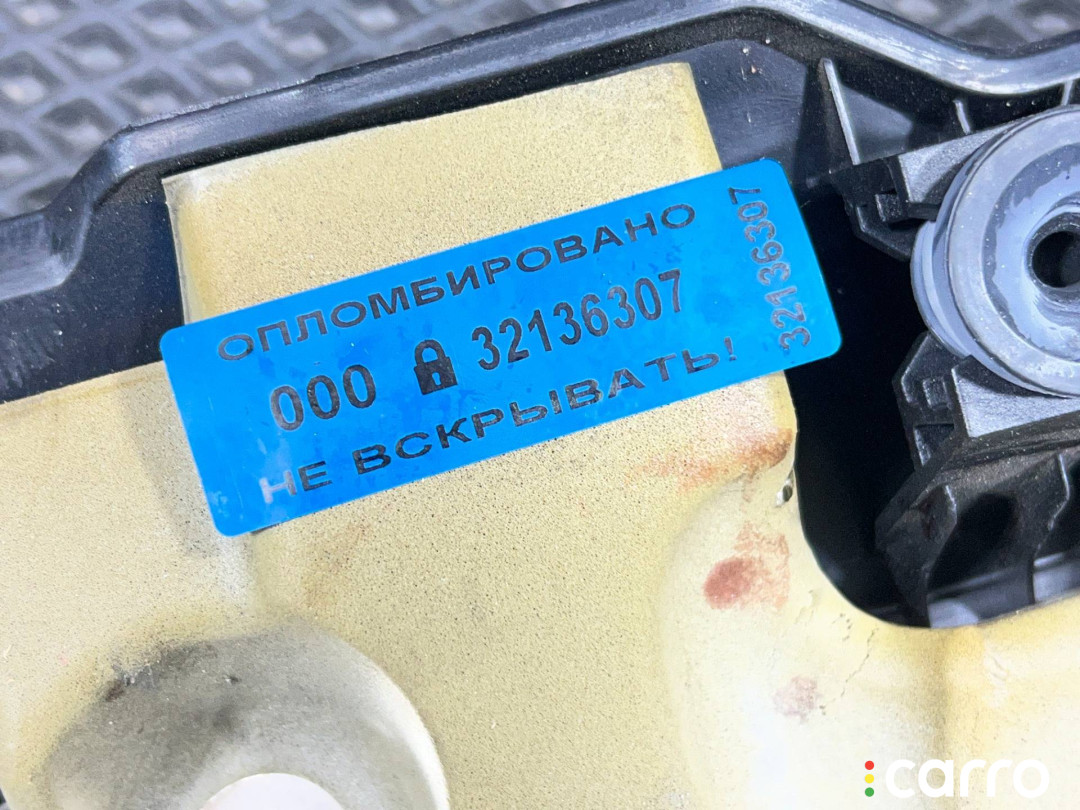 ОПЛОМБИРОВАНО
000 32136307
НЕ ВСКРЫВАТЬ!
32136307
carro